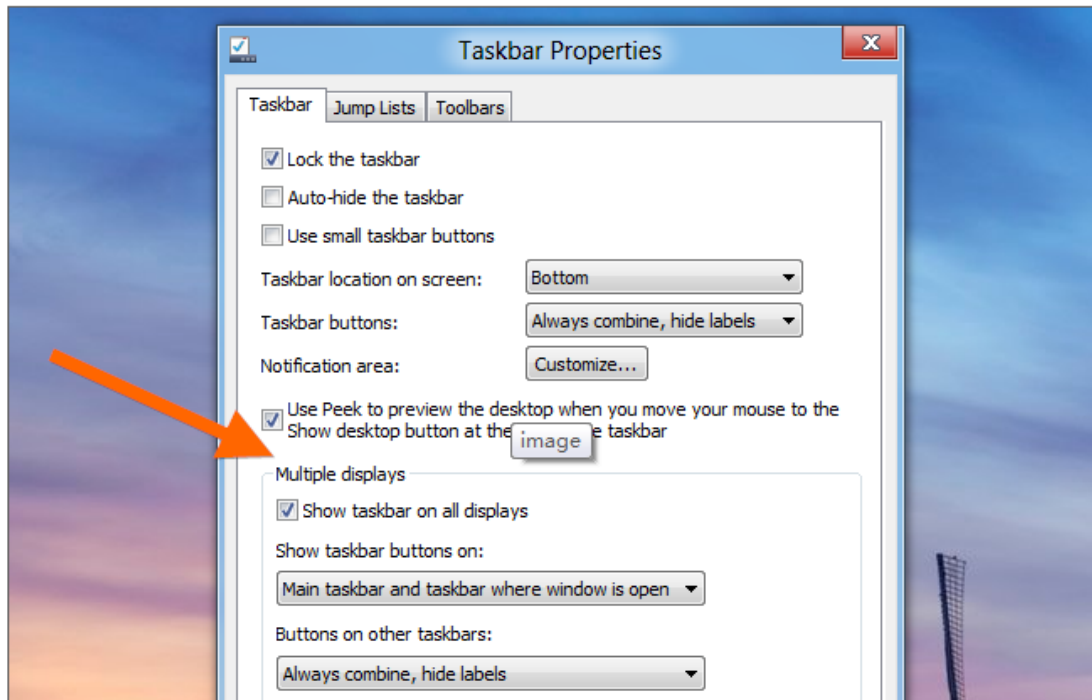 Taskbar Properties
x
Taskbar Jump Lists Toolbars
Lock the taskbar
Auto-hide the taskbar
Use small taskbar buttons
Taskbar location on screen: Bottom
Taskbar buttons: Always combine, hide labels
Notification area: Customize...
Use Peek to preview the desktop when you move your mouse to the
Show desktop button at the e taskbar
image
Multiple displays
Show taskbar on all displays
Show taskbar buttons on:
Main taskbar and taskbar where window is open
Buttons on other taskbars:
Always combine, hide labels